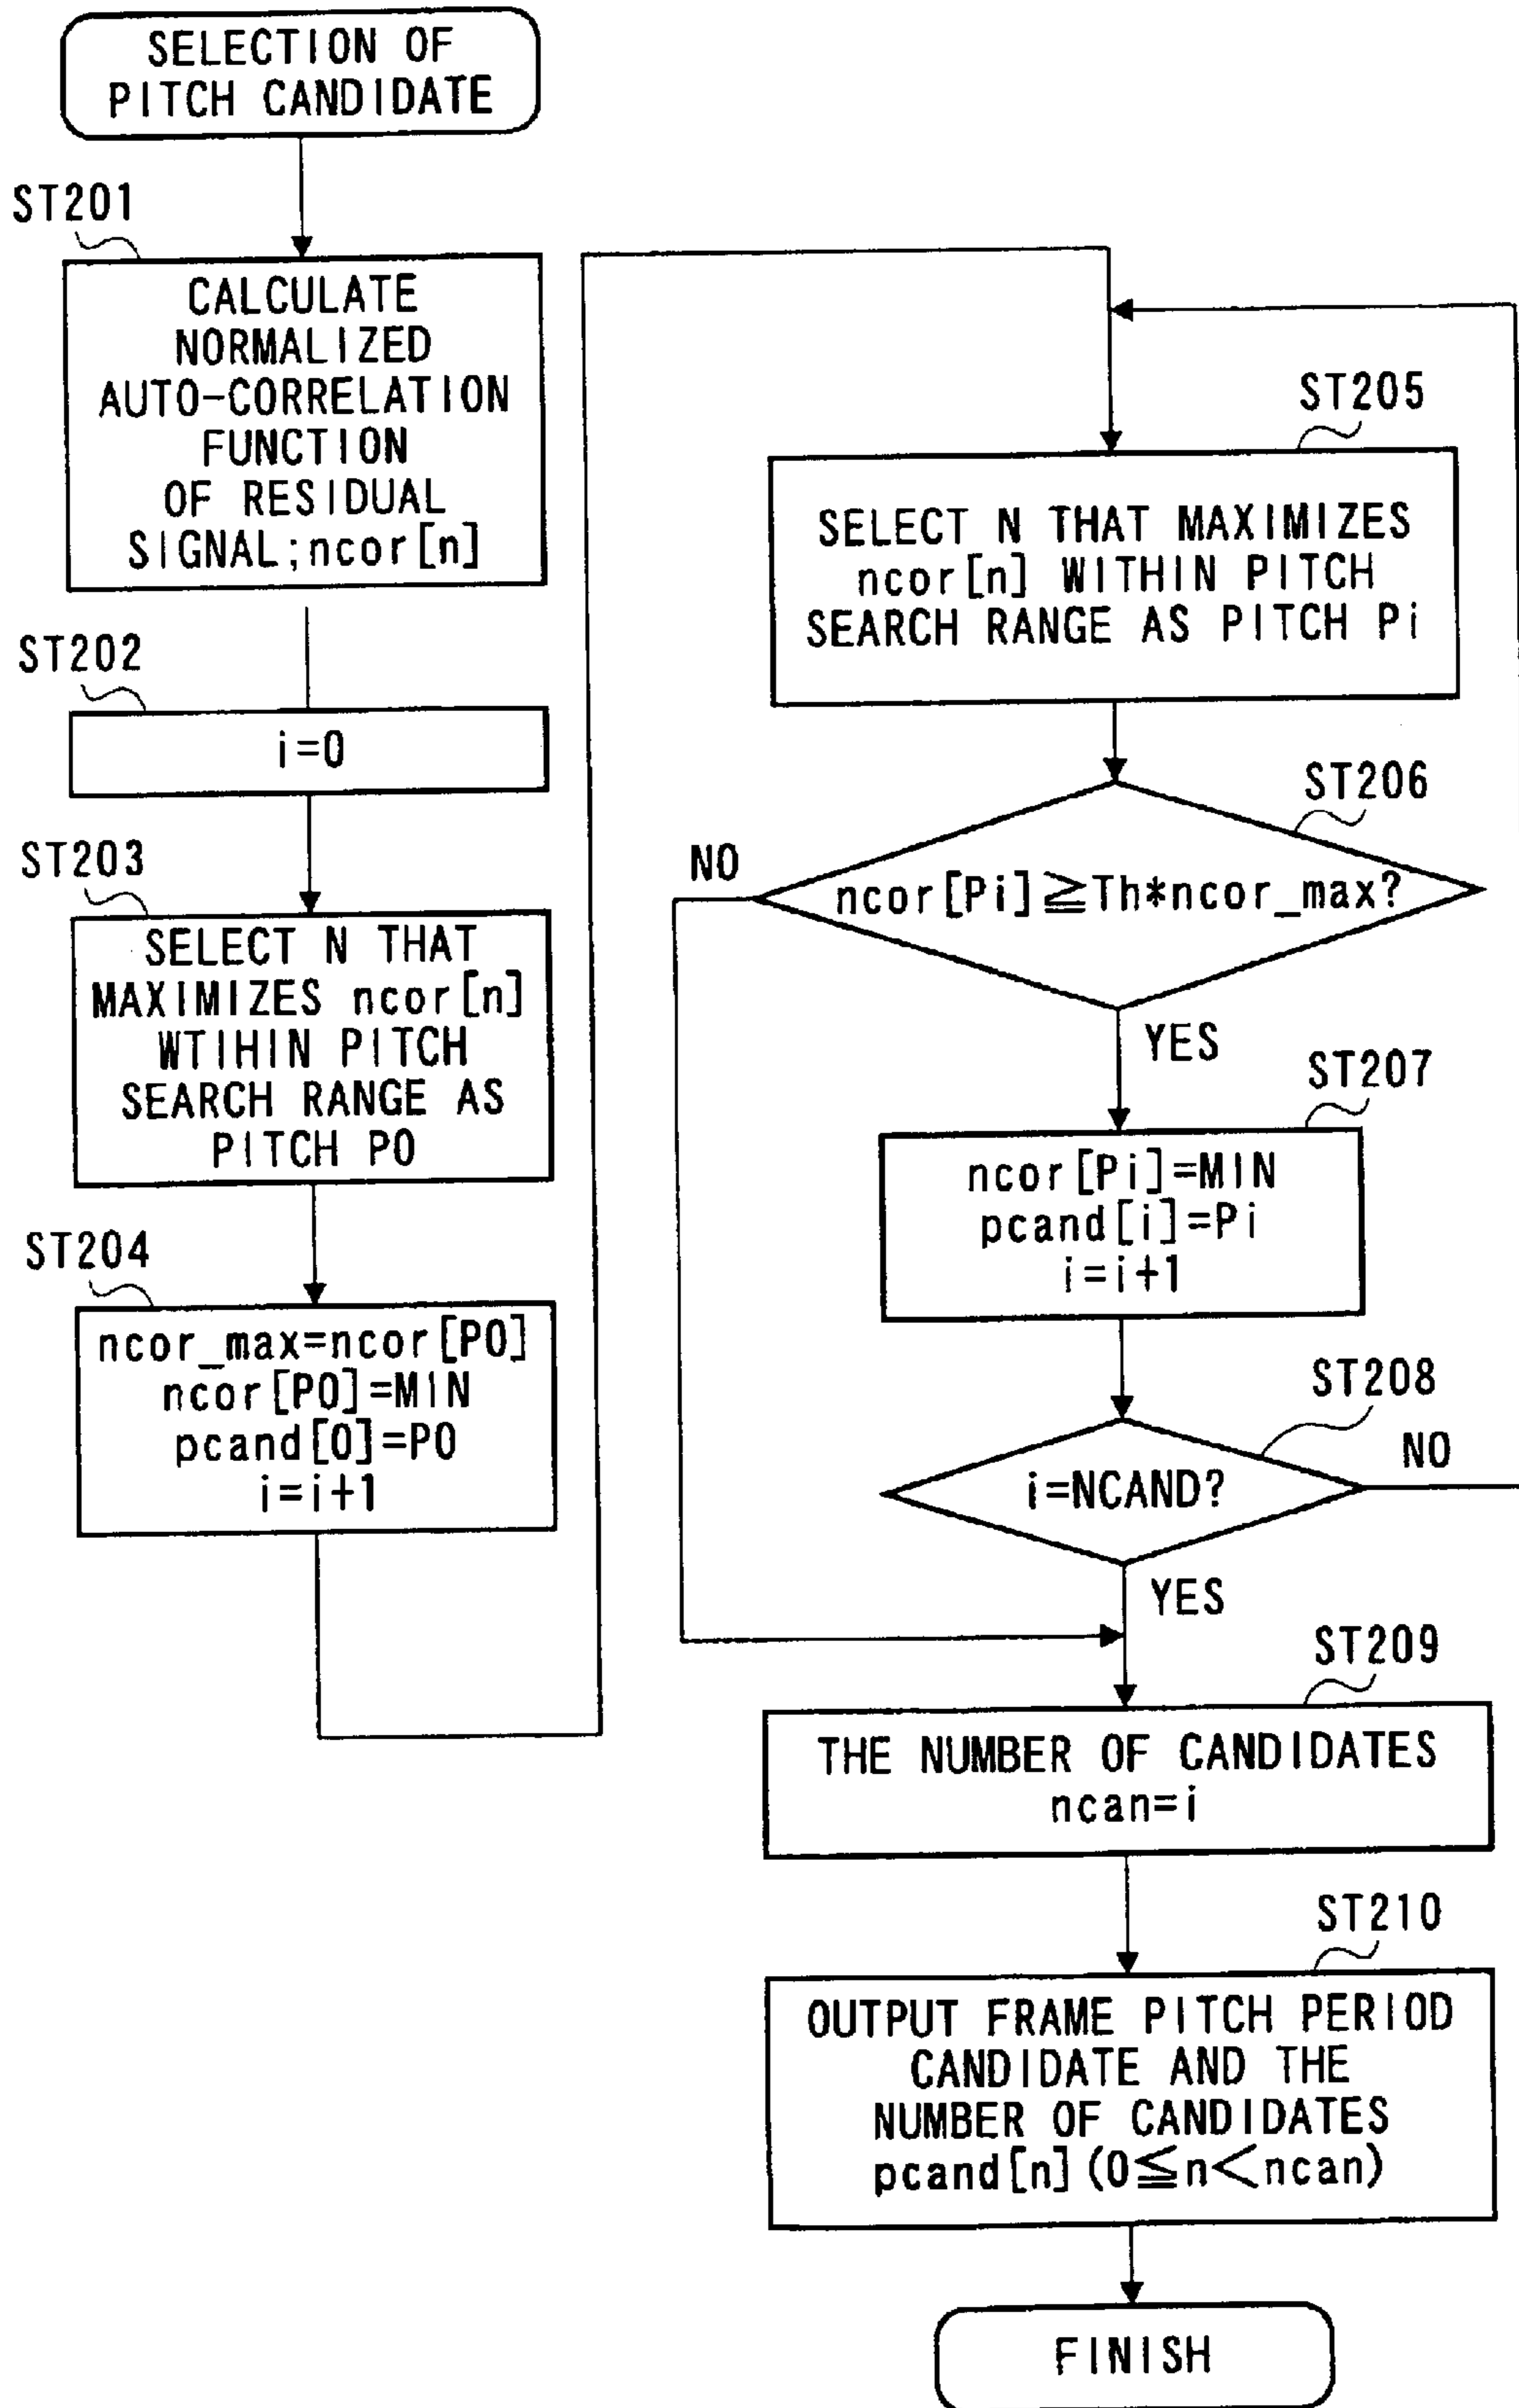 SELECTION OF
PITCH CANDIDATE
ST201
CALCULATE
NORMALIZED
AUTO-CORRELATION
FUNCTION
OF RESIDUAL
SIGNAL;ncor[n]
ST202
i=0
ST203
SELECT N THAT
MAXIMIZES ncor[n]
WTIHIN PITCH
SEARCH RANGE AS
PITCH P0
ST204
ncor_max=ncor[P0]
ncor[P0]=MIN
pcand[0]=P0
i=i+1
ST205
SELECT N THAT MAXIMIZES
ncor[n] WITHIN PITCH
SEARCH RANGE AS PITCH Pi
ST206
NO
ncor[Pi]≧Th*ncor_max?
YES
ST207
ncor[Pi]=MIN
pcand[i]=Pi
i=i+1
ST208
NO
i=NCAND?
YES
ST209
THE NUMBER OF CANDIDATES
ncan=i
ST210
OUTPUT FRAME PITCH PERIOD
CANDIDATE AND THE
NUMBER OF CANDIDATES
pcand[n](0≦n<ncan)
FINISH